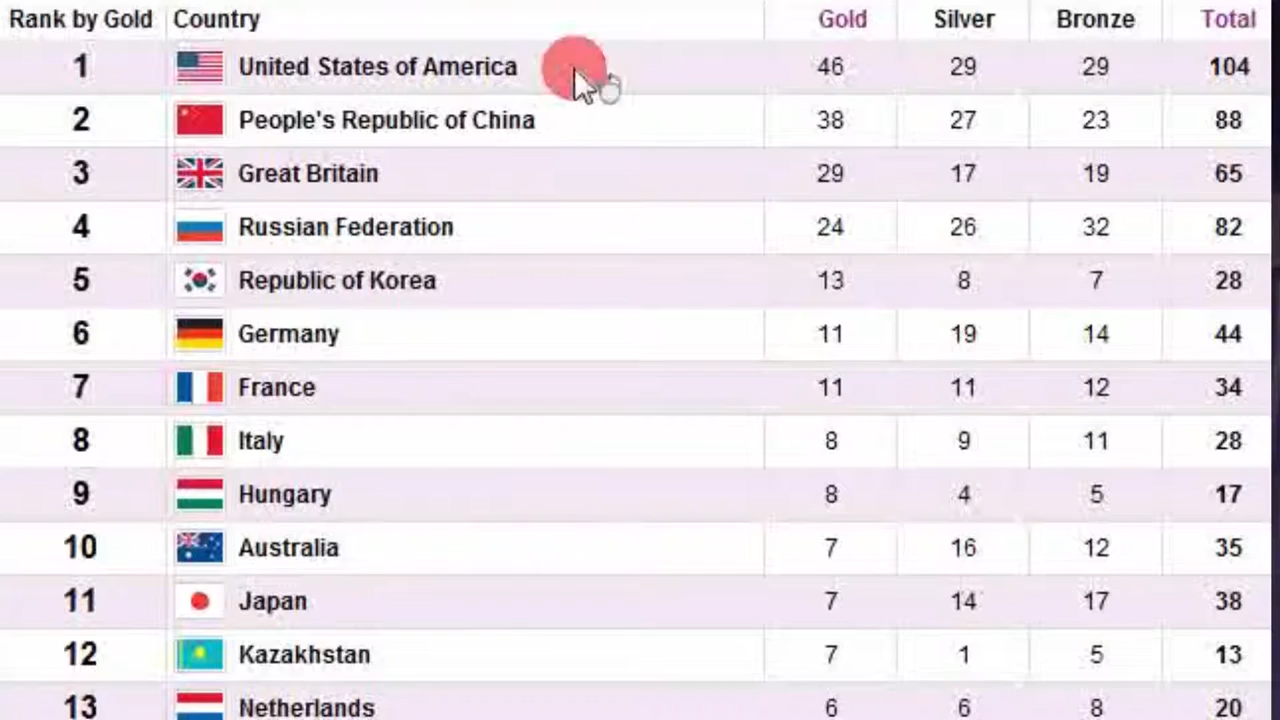 Rank by Gold Country Gold Silver Bronze Total
1 United States of America 46 29 29 104
2 People's Republic of China 38 27 23 88
3 Great Britain 29 17 19 65
4 Russian Federation 24 26 32 82
5 Republic of Korea 13 8 7 28
6 Germany 11 19 14 44
7 France 11 11 12 34
8 Italy 8 9 11 28
9 Hungary 8 4 5 17
10 Australia 7 16 12 35
11 Japan 7 14 17 38
12 Kazakhstan 7 1 5 13
13 Netherlands 6 6 8 20